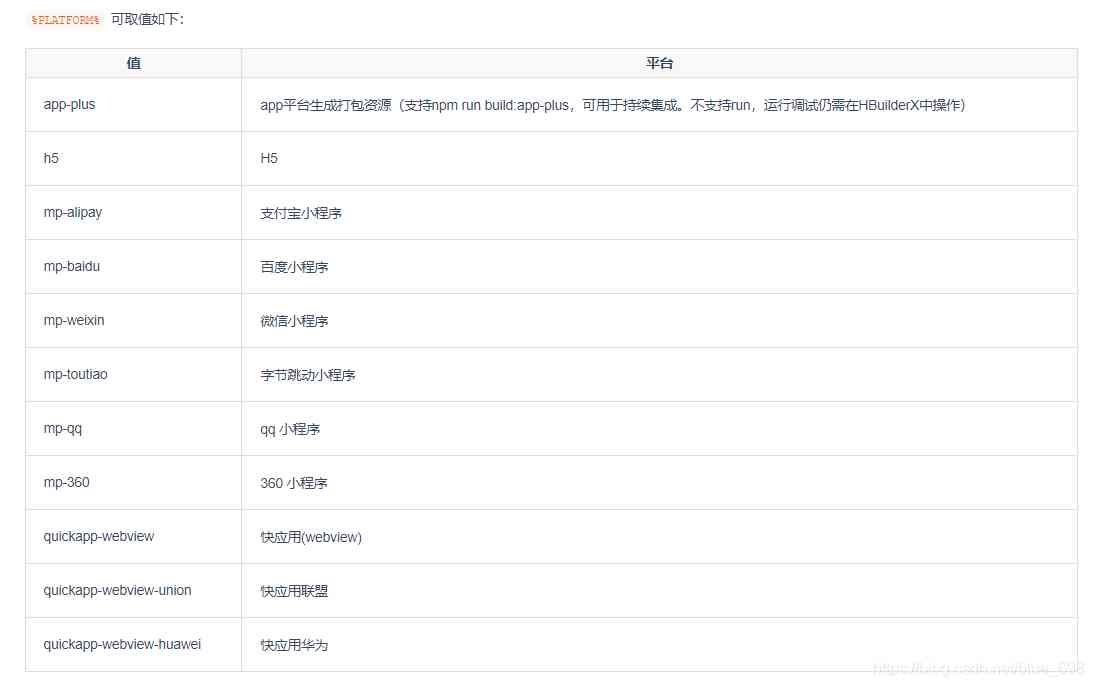 %PLATFORM% 可取值如下：
值 平台
app-plus app平台生成打包资源（支持npm run build:app-plus，可用于持续集成。不支持run，运行调试仍需在HBuilderX中操作）
h5 H5
mp-alipay 支付宝小程序
mp-baidu 百度小程序
mp-weixin 微信小程序
mp-toutiao 字节跳动小程序
mp-qq qq 小程序
mp-360 360 小程序
quickapp-webview 快应用(webview)
quickapp-webview-union 快应用联盟
quickapp-webview-huawei 快应用华为